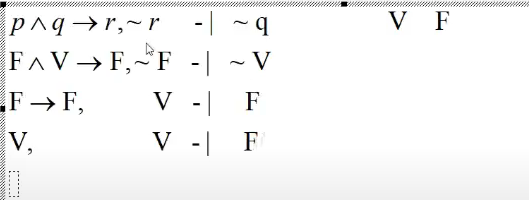 p ∧ q → r, ~ r -| ~ q V F
F ∧ V → F, ~ F -| ~ V
F → F, V -| F
V, V -| F